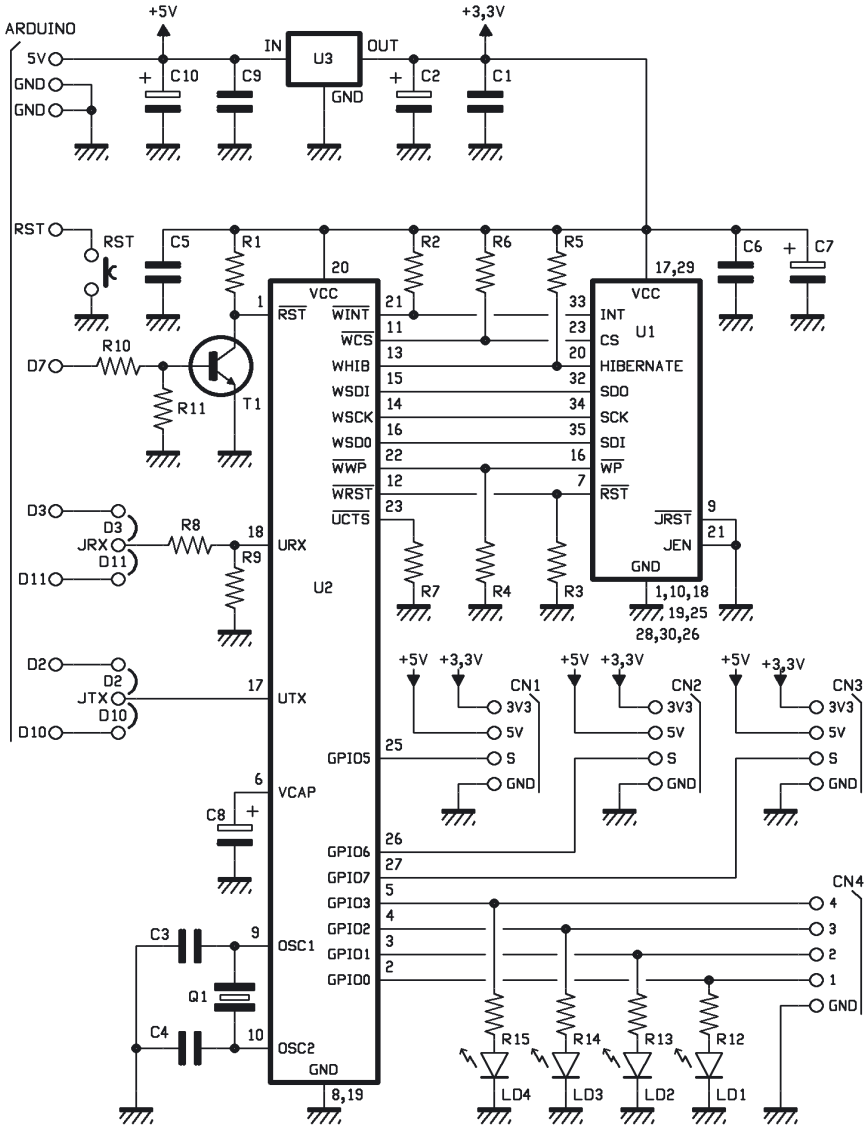 +5V
+3,3V
ARDUINO
5V
IN
U3
OUT
GND
+ C10
C9
+ C2
C1
GND
GND
RST
RST
C5
R1
R2
R6
R5
C6
+ C7
20
17,29
VCC
VCC
1
RST
WINT
21
33
INT
U1
WCS
11
23
CS
D7
R10
WHIB
13
20
HIBERNATE
T1
R11
WSDI
15
32
SDO
WSCK
14
34
SCK
WSDO
16
35
SDI
WWP
22
16
WP
WRST
12
7
RST
D3
D3
UCTS
23
JRST
9
JRX
R8
18
URX
JEN
21
D11
D11
R9
U2
R7
R4
R3
GND
1,10,18
19,25
28,30,26
D2
D2
+5V
+3,3V
+5V
+3,3V
+5V
+3,3V
CN1
CN2
CN3
JTX
17
UTX
3V3
3V3
3V3
D10
D10
5V
5V
5V
GPIO5
25
S
S
S
GND
GND
GND
6
VCAP
C8
+
GPIO6
26
GPIO7
27
CN4
GPIO3
5
4
GPIO2
4
3
C3
9
OSC1
GPIO1
3
2
GPIO0
2
1
Q1
GND
C4
10
OSC2
R15
R14
R13
R12
GND
8,19
LD4
LD3
LD2
LD1